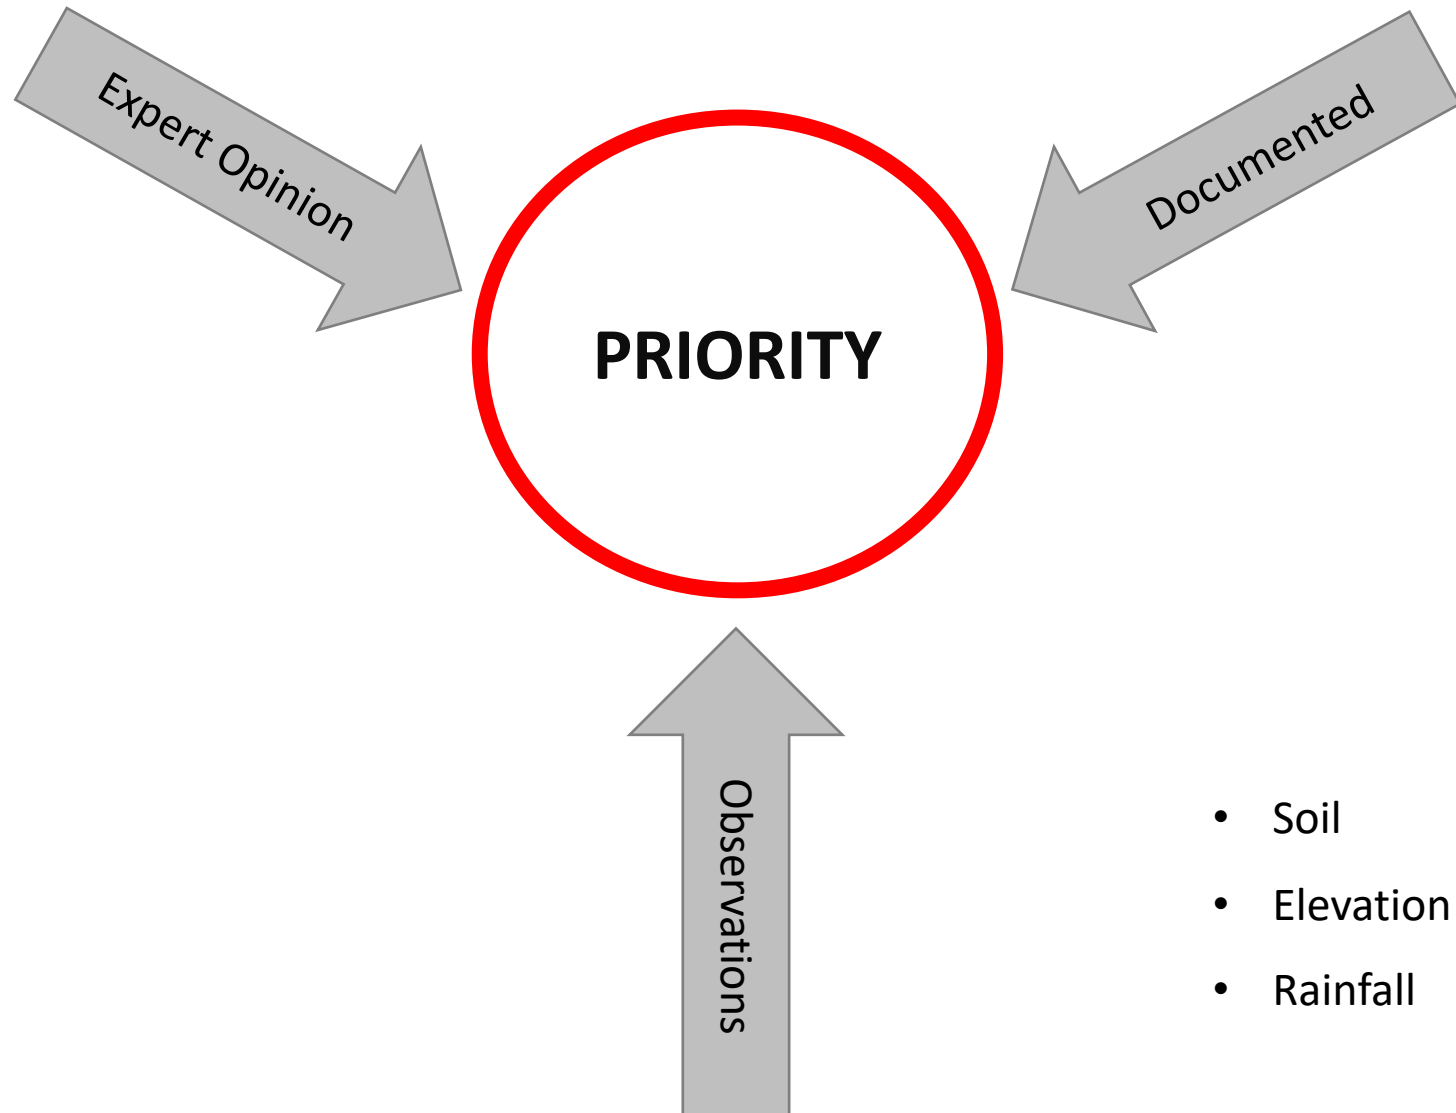 Expert Opinion
Documented
PRIORITY
Observations
• Soil
• Elevation
• Rainfall